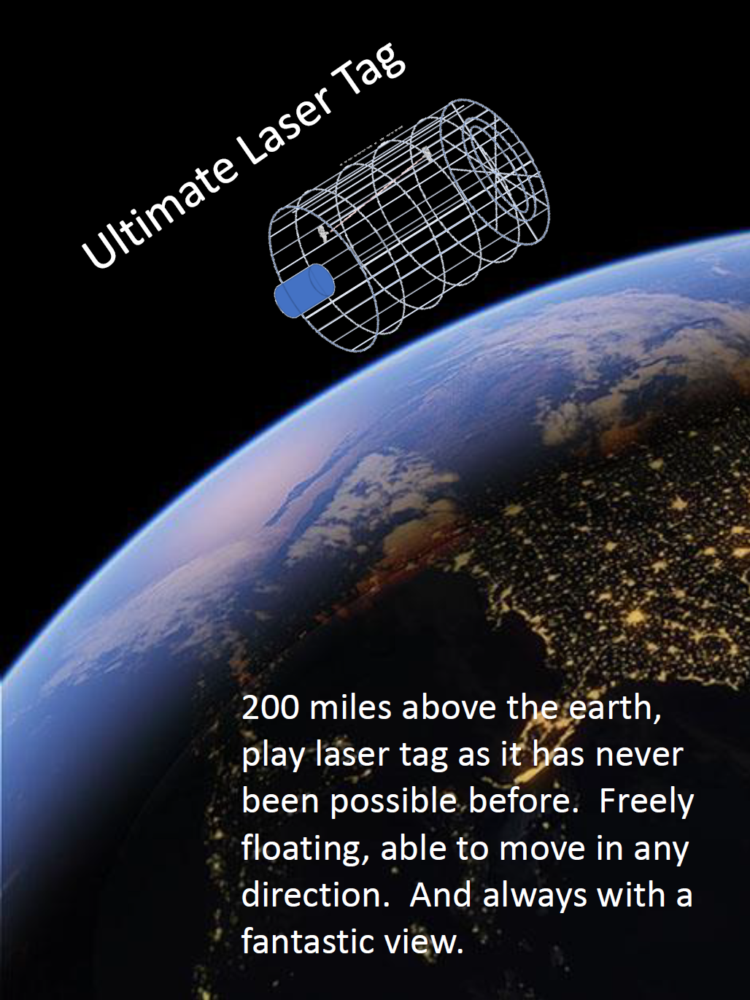 Ultimate Laser Tag
200 miles above the earth,
play laser tag as it has never
been possible before.  Freely
floating, able to move in any
direction.  And always with a
fantastic view.